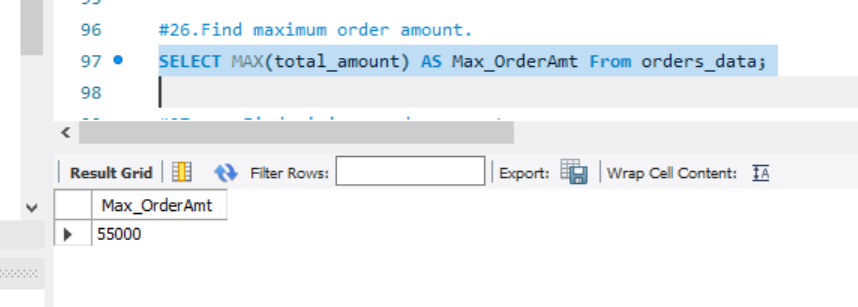 96 #26.Find maximum order amount.
97 SELECT MAX(total_amount) AS Max_OrderAmt From orders_data;
98
Result Grid Filter Rows: Export: Wrap Cell Content: IA
Max_OrderAmt
55000